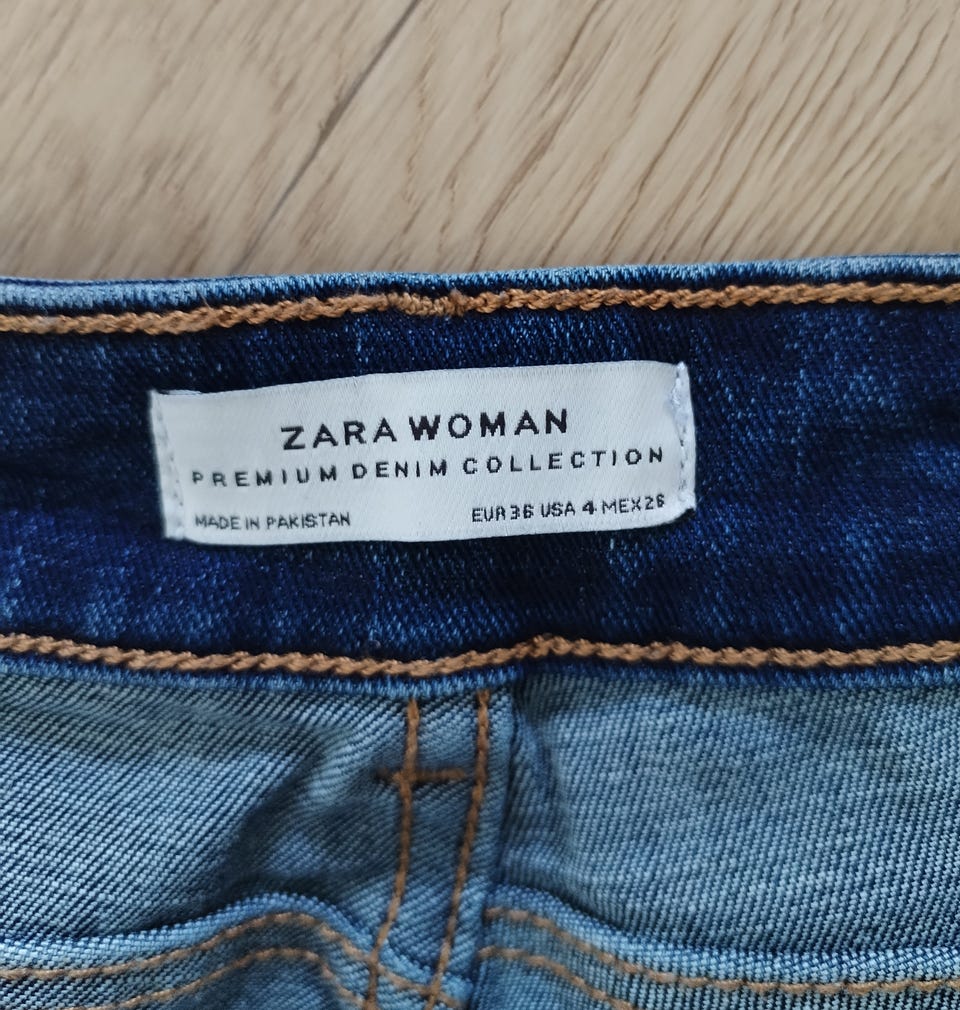 ZARA WOMAN
PREMIUM DENIM COLLECTION
MADE IN PAKISTAN
EUR 36 USA 4 MEX 26